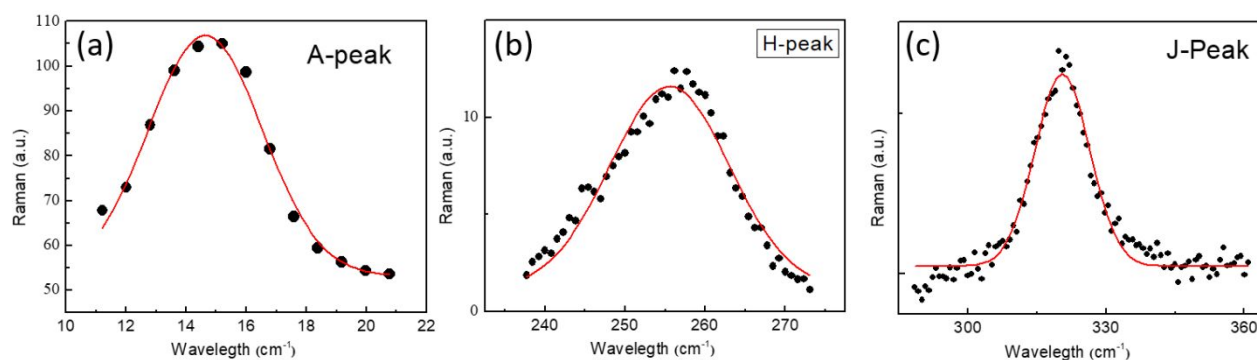 (a)
A-peak
110
100
90
80
70
60
50
10 12 14 16 18 20 22
Raman (a.u.)
Wavelegth (cm⁻¹)
(b)
H-peak
10
5
0
240 250 260 270
Raman (a.u.)
Wavelegth (cm⁻¹)
(c)
J-Peak
300 330 360
Raman (a.u.)
Wavelegth (cm⁻¹)